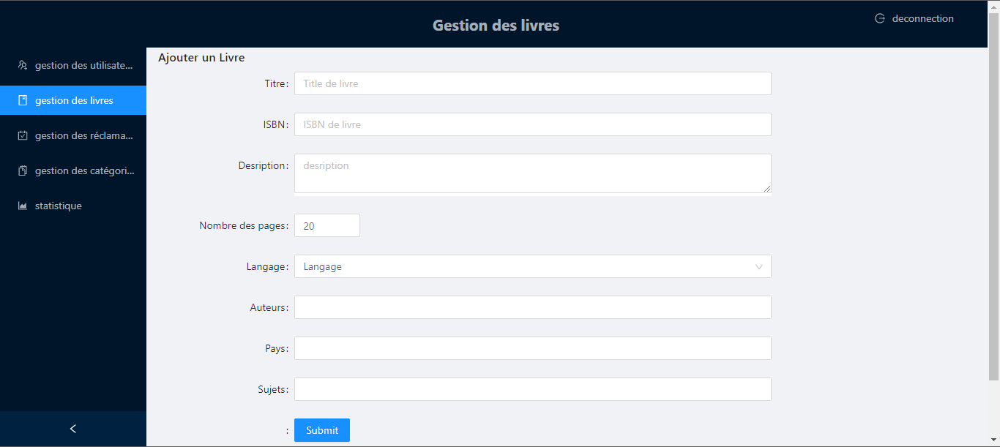 Gestion des livres
deconnection
gestion des utilisate...
gestion des livres
gestion des réclama...
gestion des catégori...
statistique
Ajouter un Livre
Titre: Title de livre
ISBN: ISBN de livre
Desription: desription
Nombre des pages: 20
Langage: Langage
Auteurs:
Pays:
Sujets:
: Submit